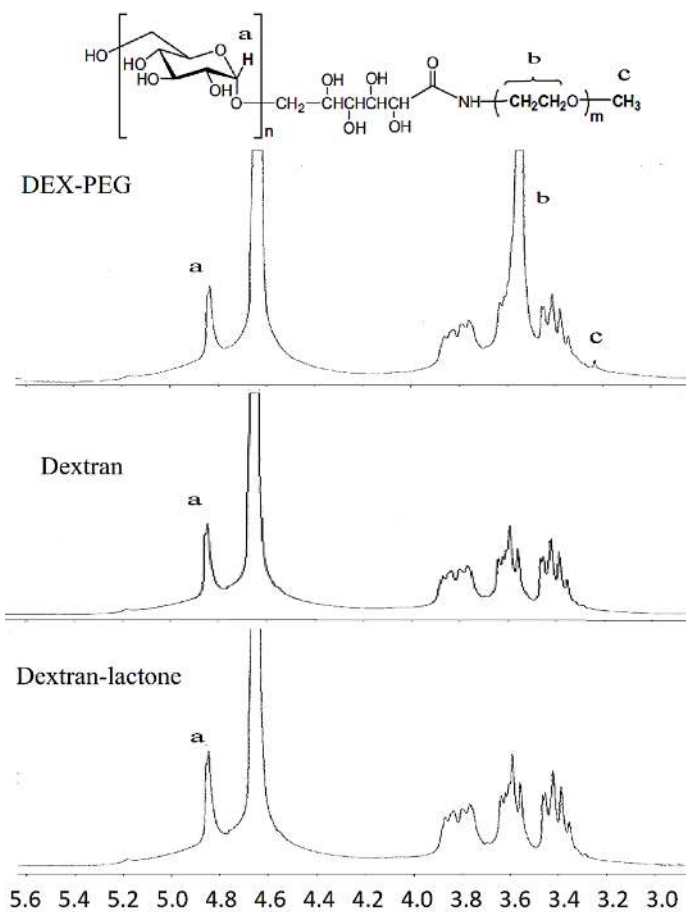 a
b
c
HO
O
H
HO
HO
OH
O
n
CH₂
CHCHCHCH
OH OH
OH OH
O
NH
CH₂CH₂O
m
CH₃
DEX-PEG
a
b
c
Dextran
a
Dextran-lactone
a
5.6 5.2 5.0 4.8 4.6 4.4 4.2 4.0 3.8 3.6 3.4 3.2 3.0